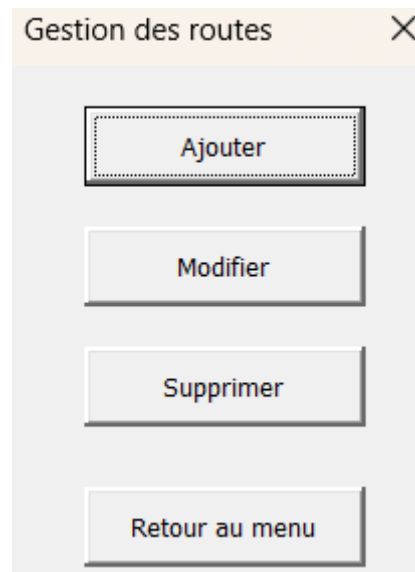 Gestion des routes
Ajouter
Modifier
Supprimer
Retour au menu